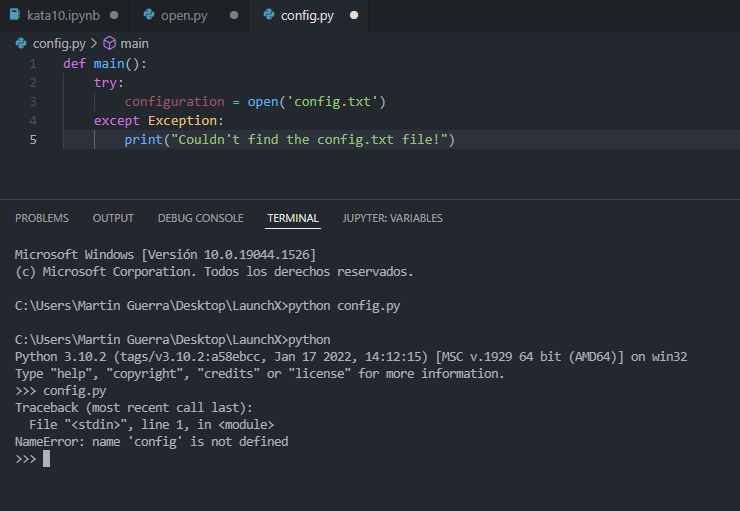 kata10.ipynb ● open.py ● config.py ●
config.py > main
1 def main():
2     try:
3         configuration = open('config.txt')
4     except Exception:
5         print("Couldn't find the config.txt file!")
PROBLEMS OUTPUT DEBUG CONSOLE TERMINAL JUPYTER: VARIABLES
Microsoft Windows [Versión 10.0.19044.1526]
(c) Microsoft Corporation. Todos los derechos reservados.
C:\Users\Martin Guerra\Desktop\LaunchX>python config.py
C:\Users\Martin Guerra\Desktop\LaunchX>python
Python 3.10.2 (tags/v3.10.2:a58ebcc, Jan 17 2022, 14:12:15) [MSC v.1929 64 bit (AMD64)] on win32
Type "help", "copyright", "credits" or "license" for more information.
>>> config.py
Traceback (most recent call last):
  File "<stdin>", line 1, in <module>
NameError: name 'config' is not defined
>>>